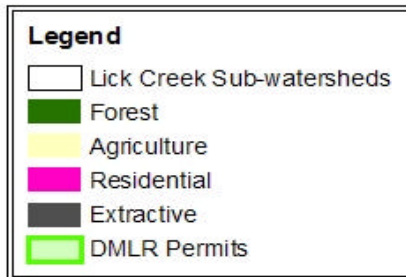 Legend
Lick Creek Sub-watersheds
Forest
Agriculture
Residential
Extractive
DMLR Permits